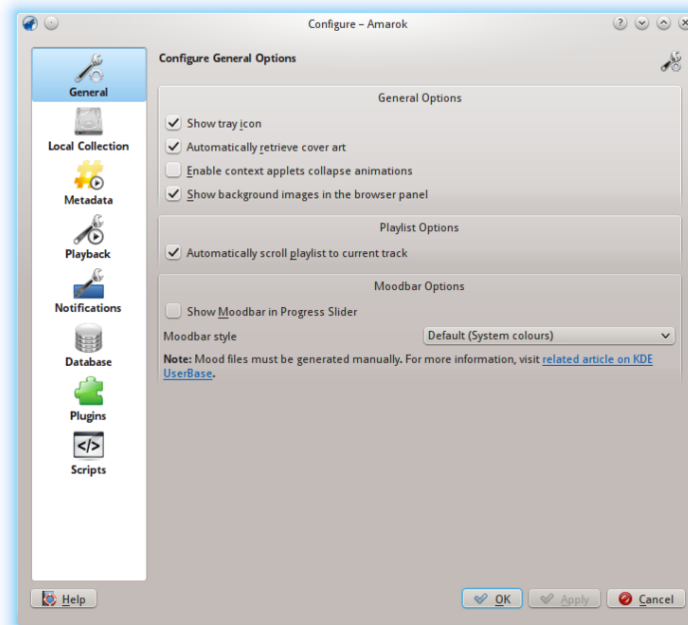 Configure – Amarok
Configure General Options
General
Local Collection
Metadata
Playback
Notifications
Database
Plugins
</>
Scripts
General Options
Show tray icon
Automatically retrieve cover art
Enable context applets collapse animations
Show background images in the browser panel
Playlist Options
Automatically scroll playlist to current track
Moodbar Options
Show Moodbar in Progress Slider
Moodbar style
Default (System colours)
Note: Mood files must be generated manually. For more information, visit related article on KDE
UserBase.
Help
OK
Apply
Cancel